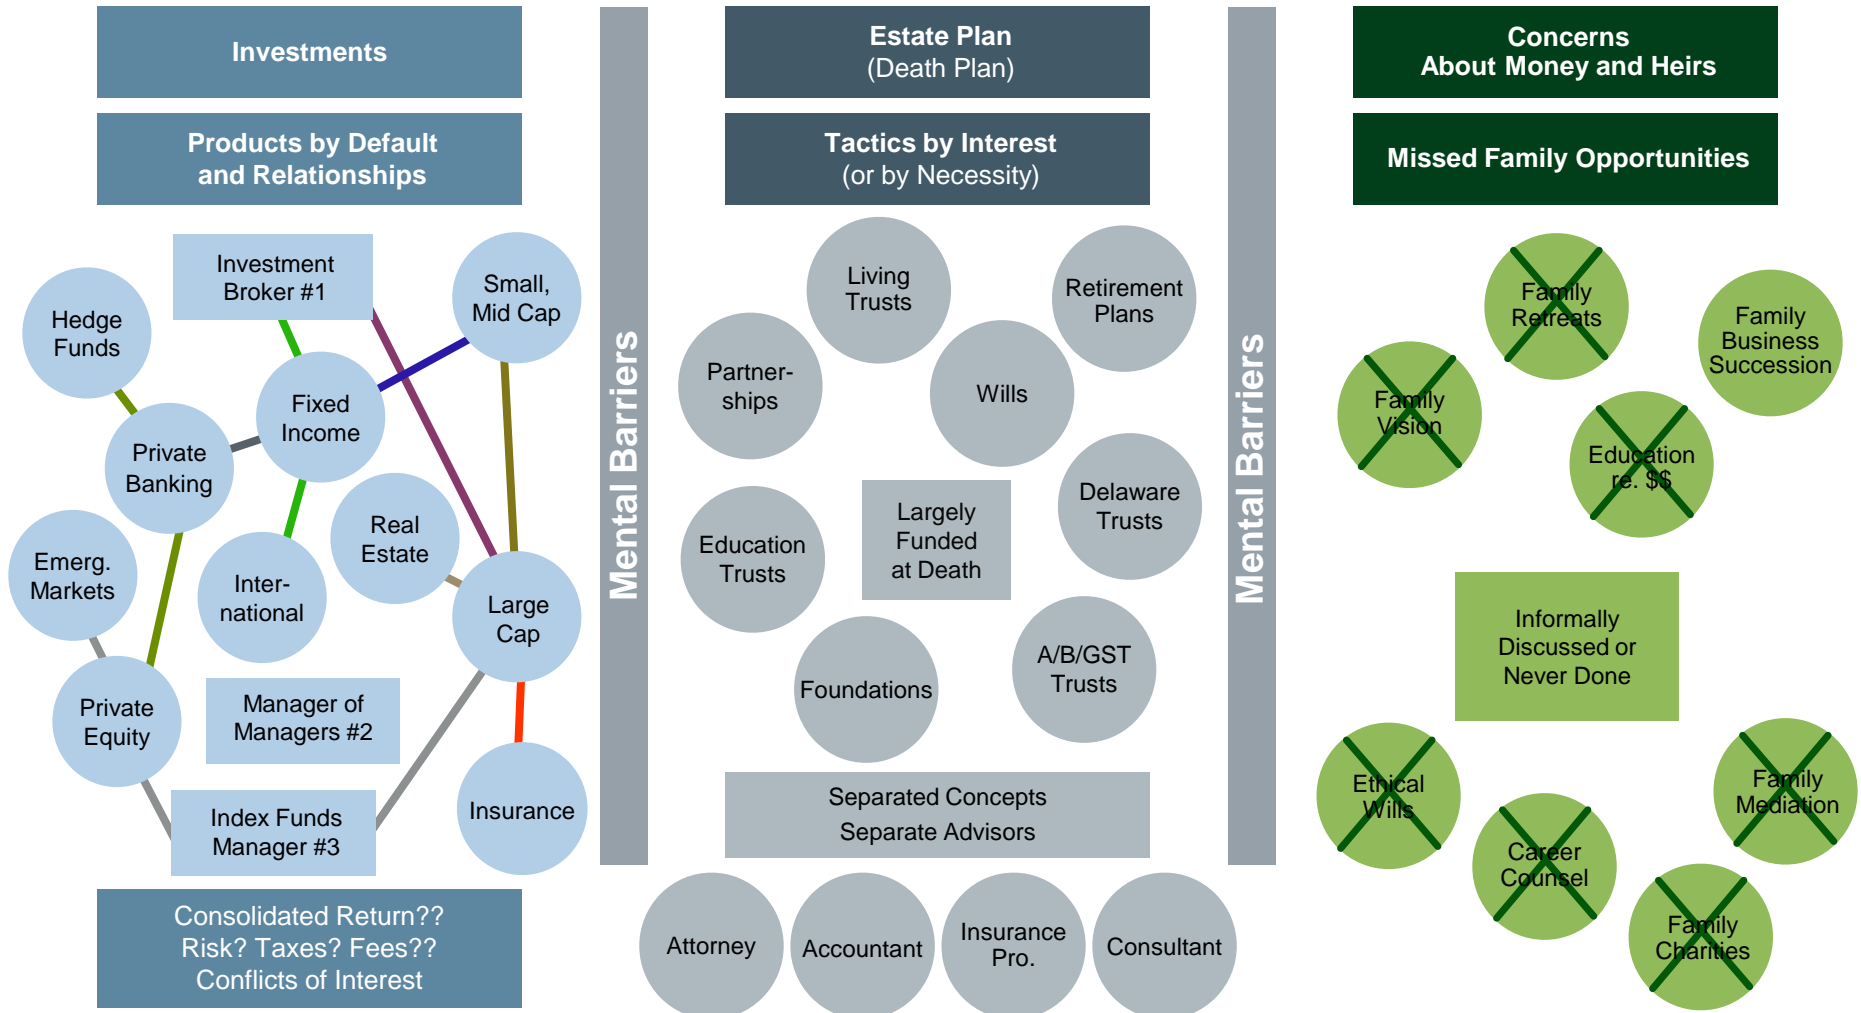 Investments
Products by Default
and Relationships
Investment
Broker #1
Small,
Mid Cap
Hedge
Funds
Fixed
Income
Private
Banking
Real
Estate
Emerg.
Markets
Inter-
national
Large
Cap
Private
Equity
Manager of
Managers #2
Index Funds
Manager #3
Insurance
Consolidated Return??
Risk? Taxes? Fees??
Conflicts of Interest
Mental Barriers
Estate Plan
(Death Plan)
Tactics by Interest
(or by Necessity)
Living
Trusts
Retirement
Plans
Partner-
ships
Wills
Delaware
Trusts
Largely
Funded
at Death
Education
Trusts
A/B/GST
Trusts
Foundations
Separated Concepts
Separate Advisors
Attorney
Accountant
Insurance
Pro.
Consultant
Mental Barriers
Concerns
About Money and Heirs
Missed Family Opportunities
Family
Retreats
Family
Business
Succession
Family
Vision
Education
re. $$
Informally
Discussed or
Never Done
Ethical
Wills
Family
Mediation
Career
Counsel
Family
Charities